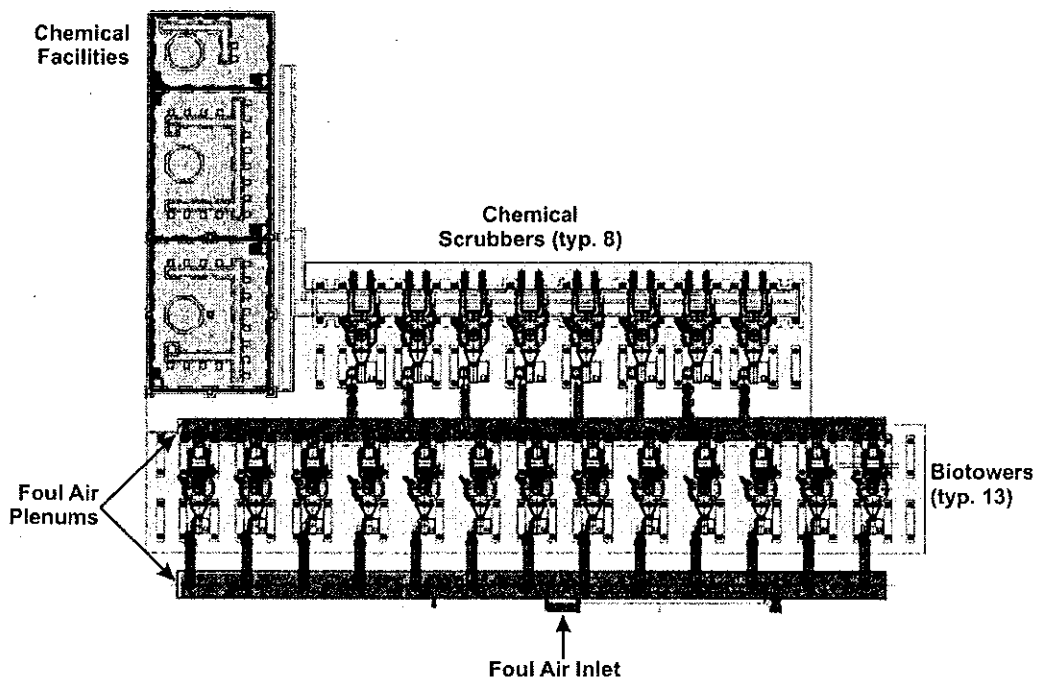 Chemical
Facilities
Chemical
Scrubbers (typ. 8)
Foul Air
Plenums
Biotowers
(typ. 13)
Foul Air Inlet